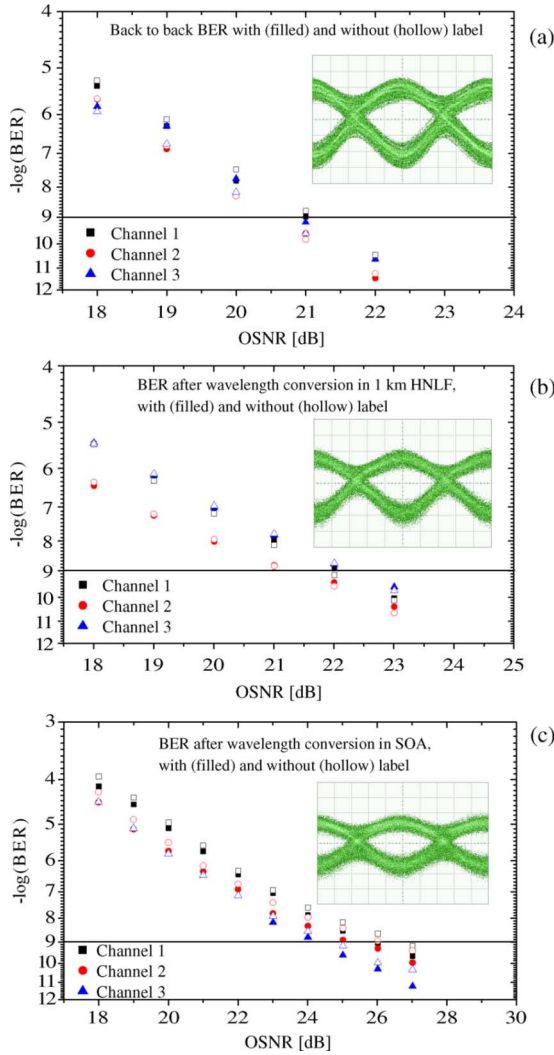 Back to back BER with (filled) and without (hollow) label
(a)
4
5
6
7
8
9
10
11
12
-log(BER)
Channel 1
Channel 2
Channel 3
18 19 20 21 22 23 24
OSNR [dB]
BER after wavelength conversion in 1 km HNLF,
with (filled) and without (hollow) label
(b)
4
5
6
7
8
9
10
11
12
-log(BER)
Channel 1
Channel 2
Channel 3
18 19 20 21 22 23 24 25
OSNR [dB]
BER after wavelength conversion in SOA,
with (filled) and without (hollow) label
(c)
3
4
5
6
7
8
9
10
11
12
-log(BER)
Channel 1
Channel 2
Channel 3
18 20 22 24 26 28 30
OSNR [dB]